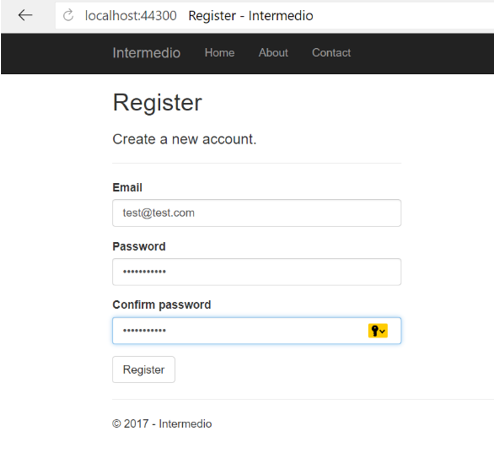 localhost:44300 Register - Intermedio
Intermedio Home About Contact
Register
Create a new account.
Email
test@test.com
Password
•••••••••••
Confirm password
•••••••••••
Register
© 2017 - Intermedio